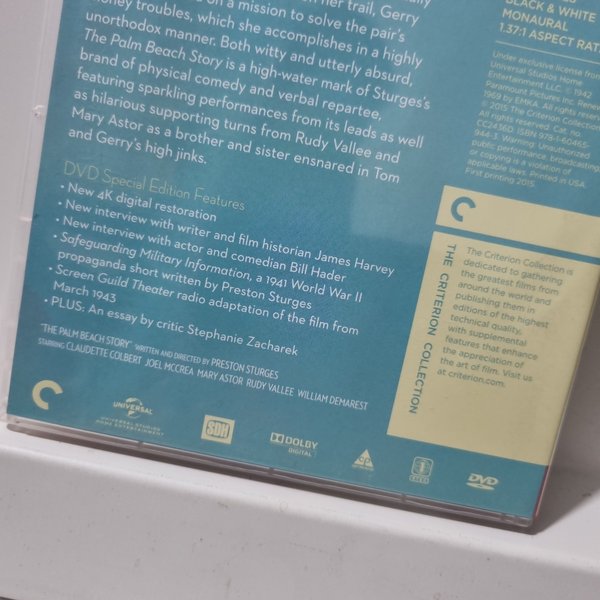 on a mission to solve the pair's
money troubles, which she accomplishes in a highly
unorthodox manner. Both witty and utterly absurd,
The Palm Beach Story is a high-water mark of Sturges's
brand of physical comedy and verbal repartee,
featuring sparkling performances from its leads as well
as hilarious supporting turns from Rudy Vallee and
Mary Astor as a brother and sister ensnared in Tom
and Gerry's high jinks.
DVD Special Edition Features
• New 4K digital restoration
• New interview with writer and film historian James Harvey
• New interview with actor and comedian Bill Hader
• Safeguarding Military Information, a 1941 World War II
propaganda short written by Preston Sturges
• Screen Guild Theater radio adaptation of the film from
March 1943
• PLUS: An essay by critic Stephanie Zacharek
"THE PALM BEACH STORY" WRITTEN AND DIRECTED BY PRESTON STURGES
STARRING CLAUDETTE COLBERT JOEL MCCREA MARY ASTOR RUDY VALLEE WILLIAM DEMAREST
UNIVERSAL
UNIVERSAL STUDIOS
HOME ENTERTAINMENT
SDH
DOLBY
DIGITAL
DVD
BLACK & WHITE
MONAURAL
1.37:1 ASPECT
Under exclusive license from
Universal Studios Home
Entertainment LLC. © 1942
Paramount Pictures Inc. Renewed
1969 by EMKA. All rights
© 2015 The Criterion
All rights reserved. Cat. no.
CC2436D. ISBN 978-1-60465-
944-3. Warning: Unauthorized
public performance, broadcasting,
or copying is a violation of
applicable laws. Printed in USA.
First printing 2015.
THE CRITERION COLLECTION
The Criterion Collection is
dedicated to gathering
the greatest films from
around the world and
publishing them in
editions of the highest
technical quality,
with supplemental
features that enhance
the appreciation of
the art of film. Visit us
at criterion.com.